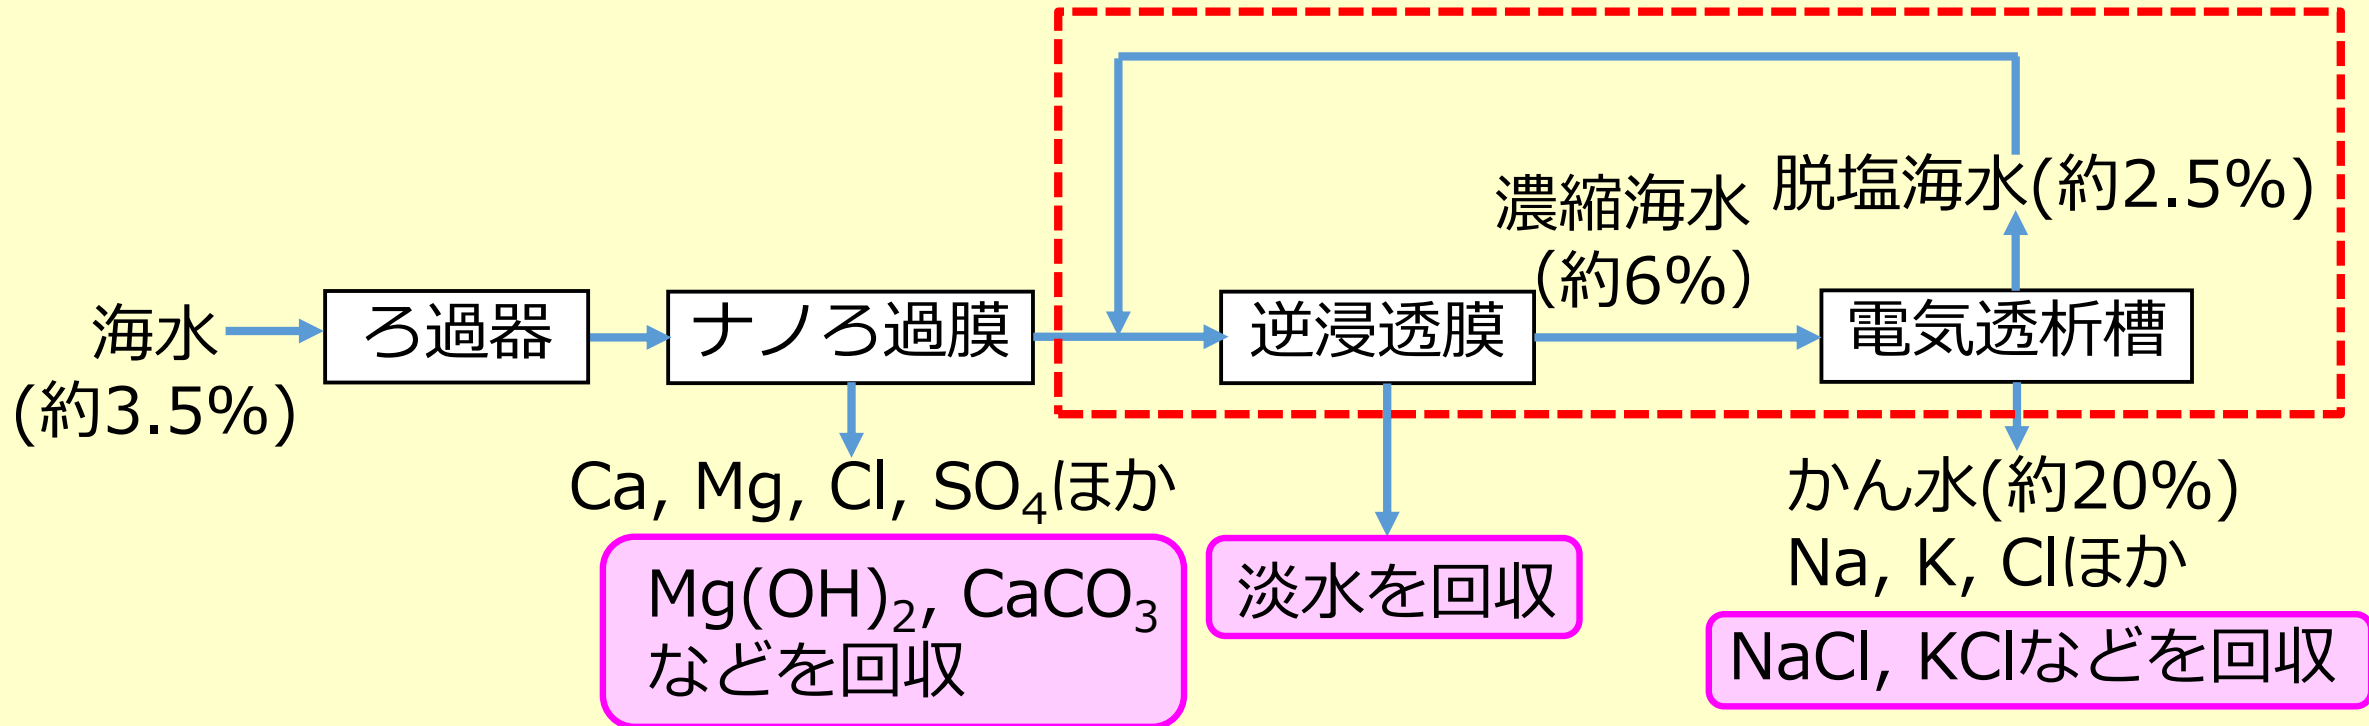 海水
(約3.5%)
ろ過器
ナノろ過膜
Ca, Mg, Cl, SO₄ほか
Mg(OH)₂, CaCO₃
などを回収
逆浸透膜
淡水を回収
濃縮海水
(約6%)
脱塩海水(約2.5%)
電気透析槽
かん水(約20%)
Na, K, Clほか
NaCl, KClなどを回収